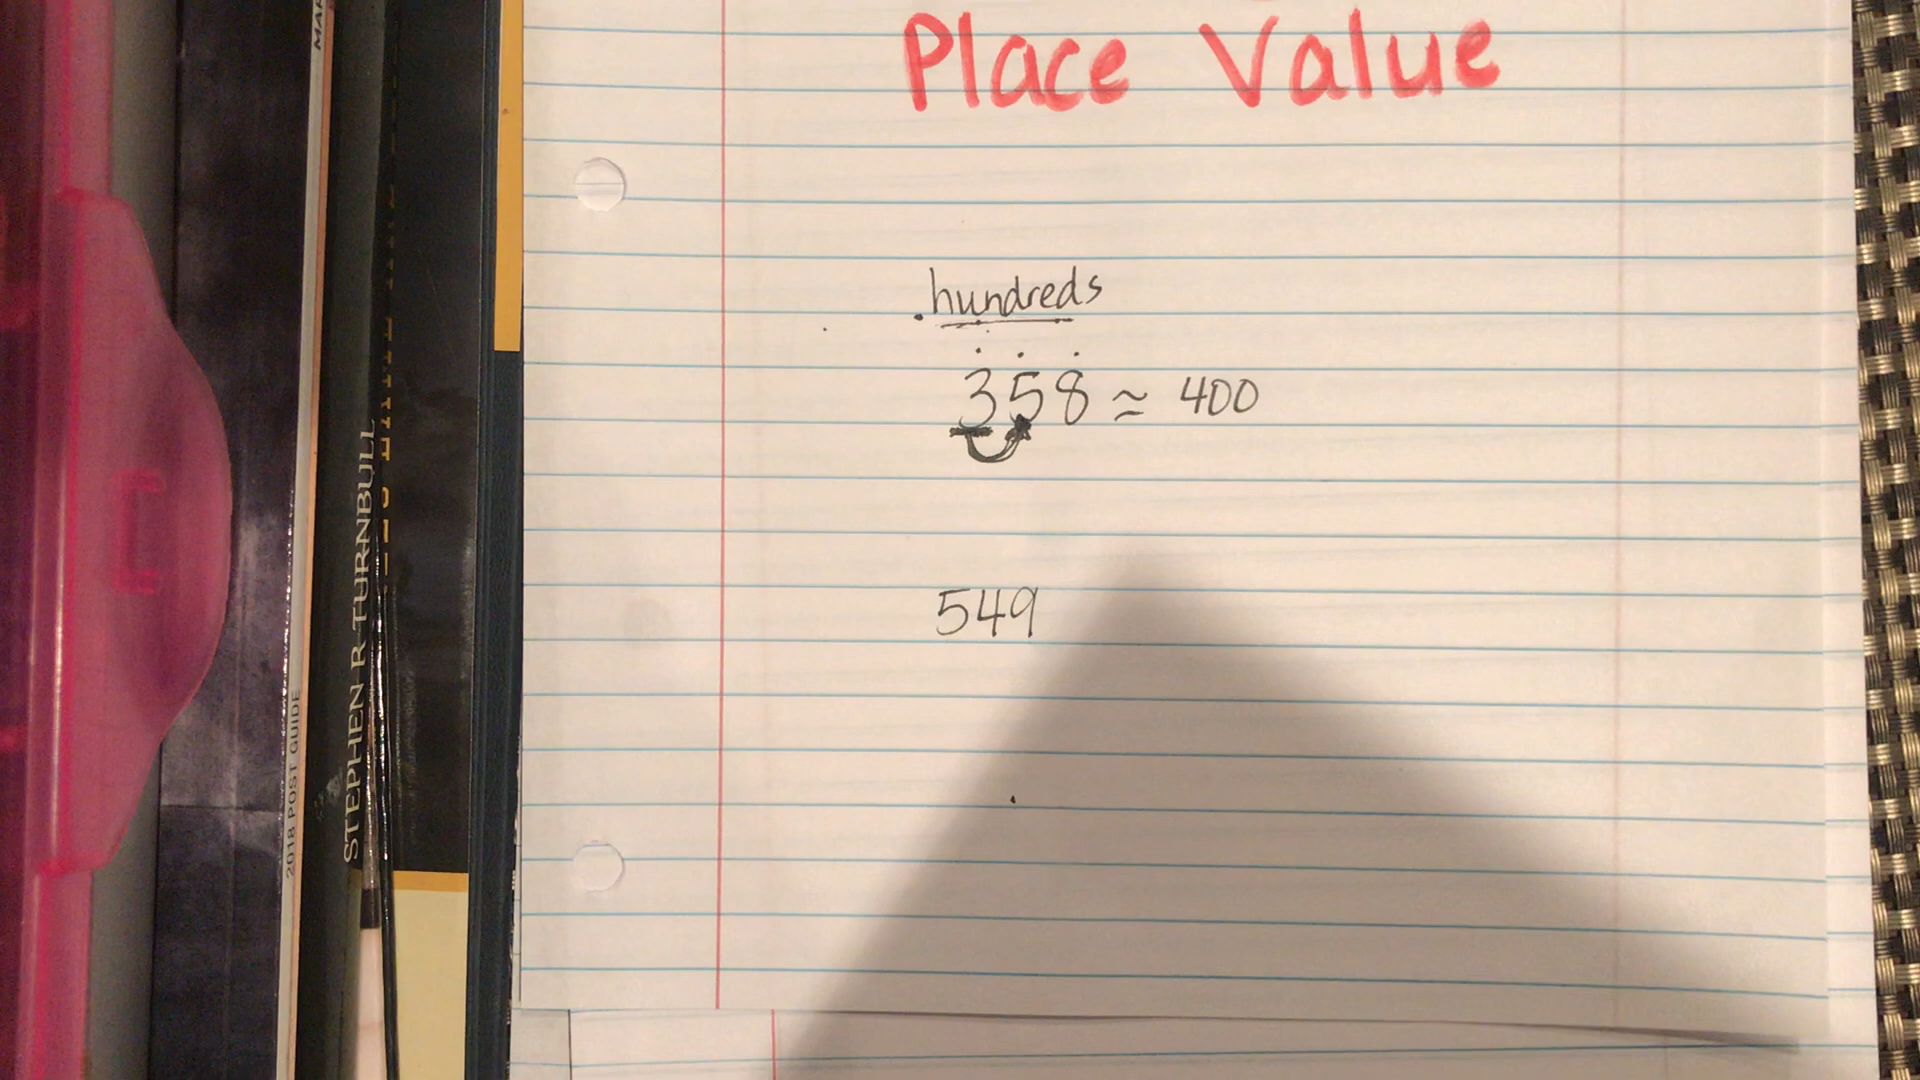 Place Value
hundreds
358 ≃ 400
549
STEPHEN R. TURNBULL
2018 POST GUIDE